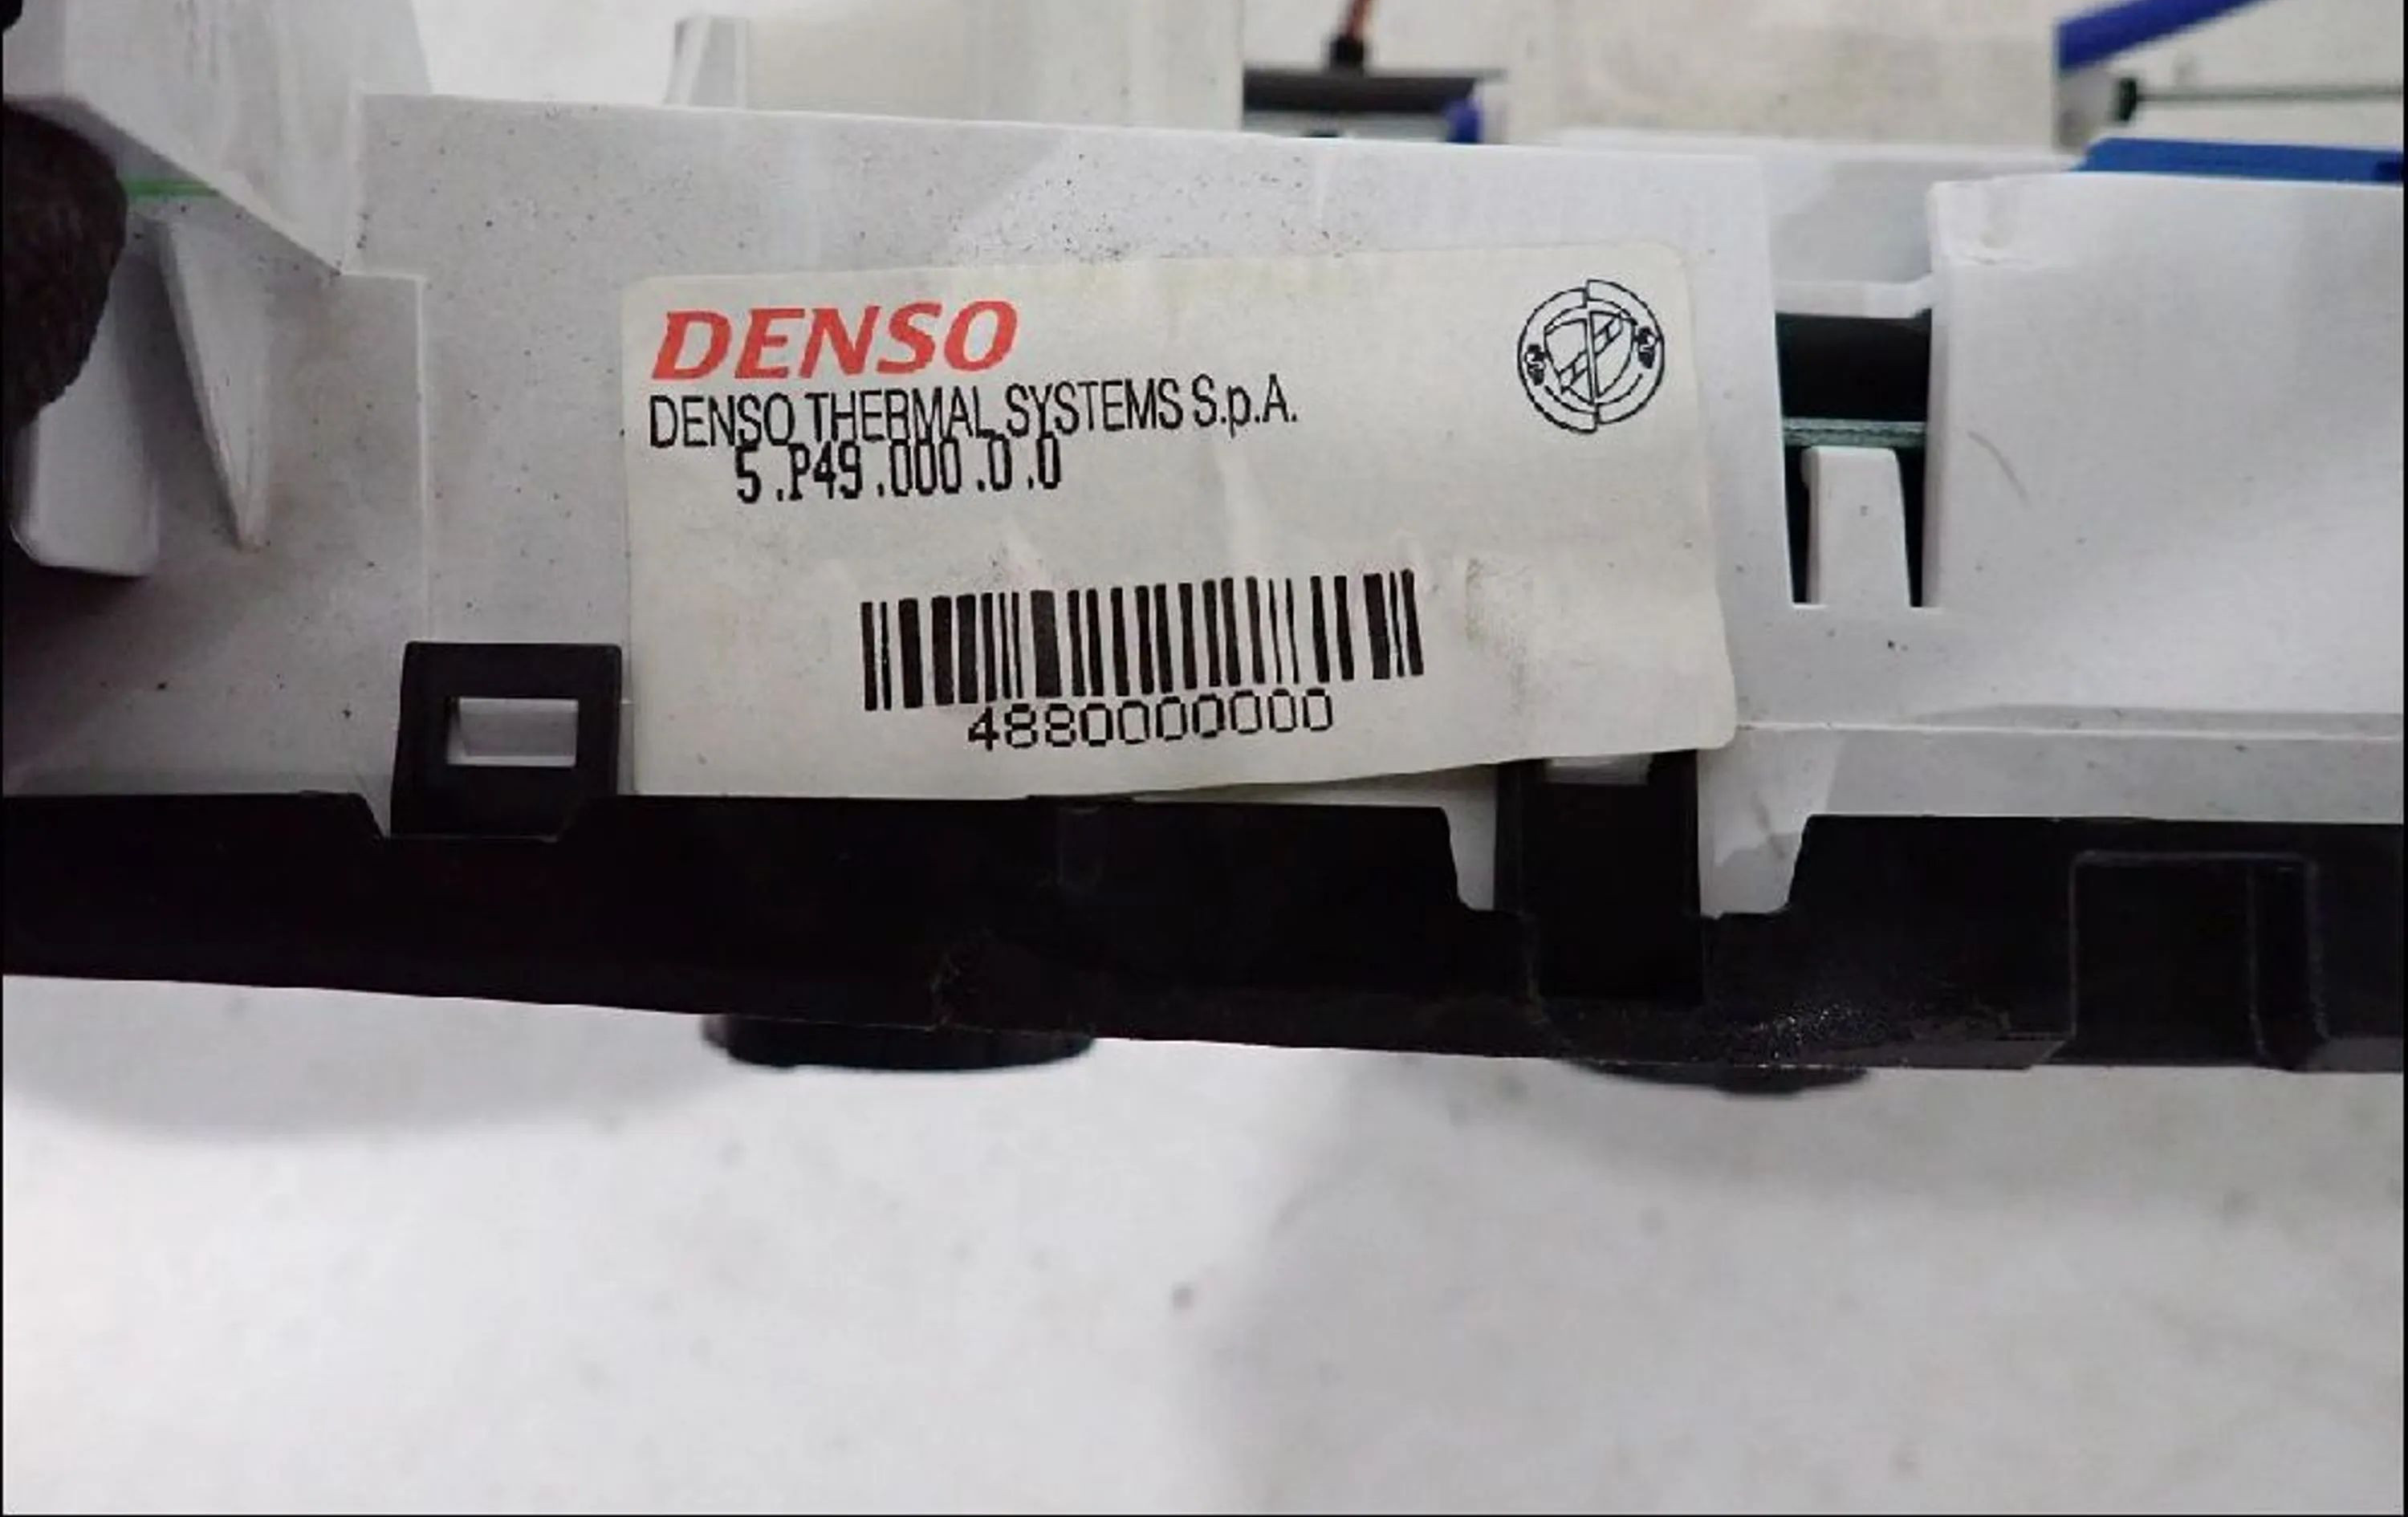 DENSO
DENSO THERMAL SYSTEMS S.p.A.
5.P49.000.0.0
4880000000